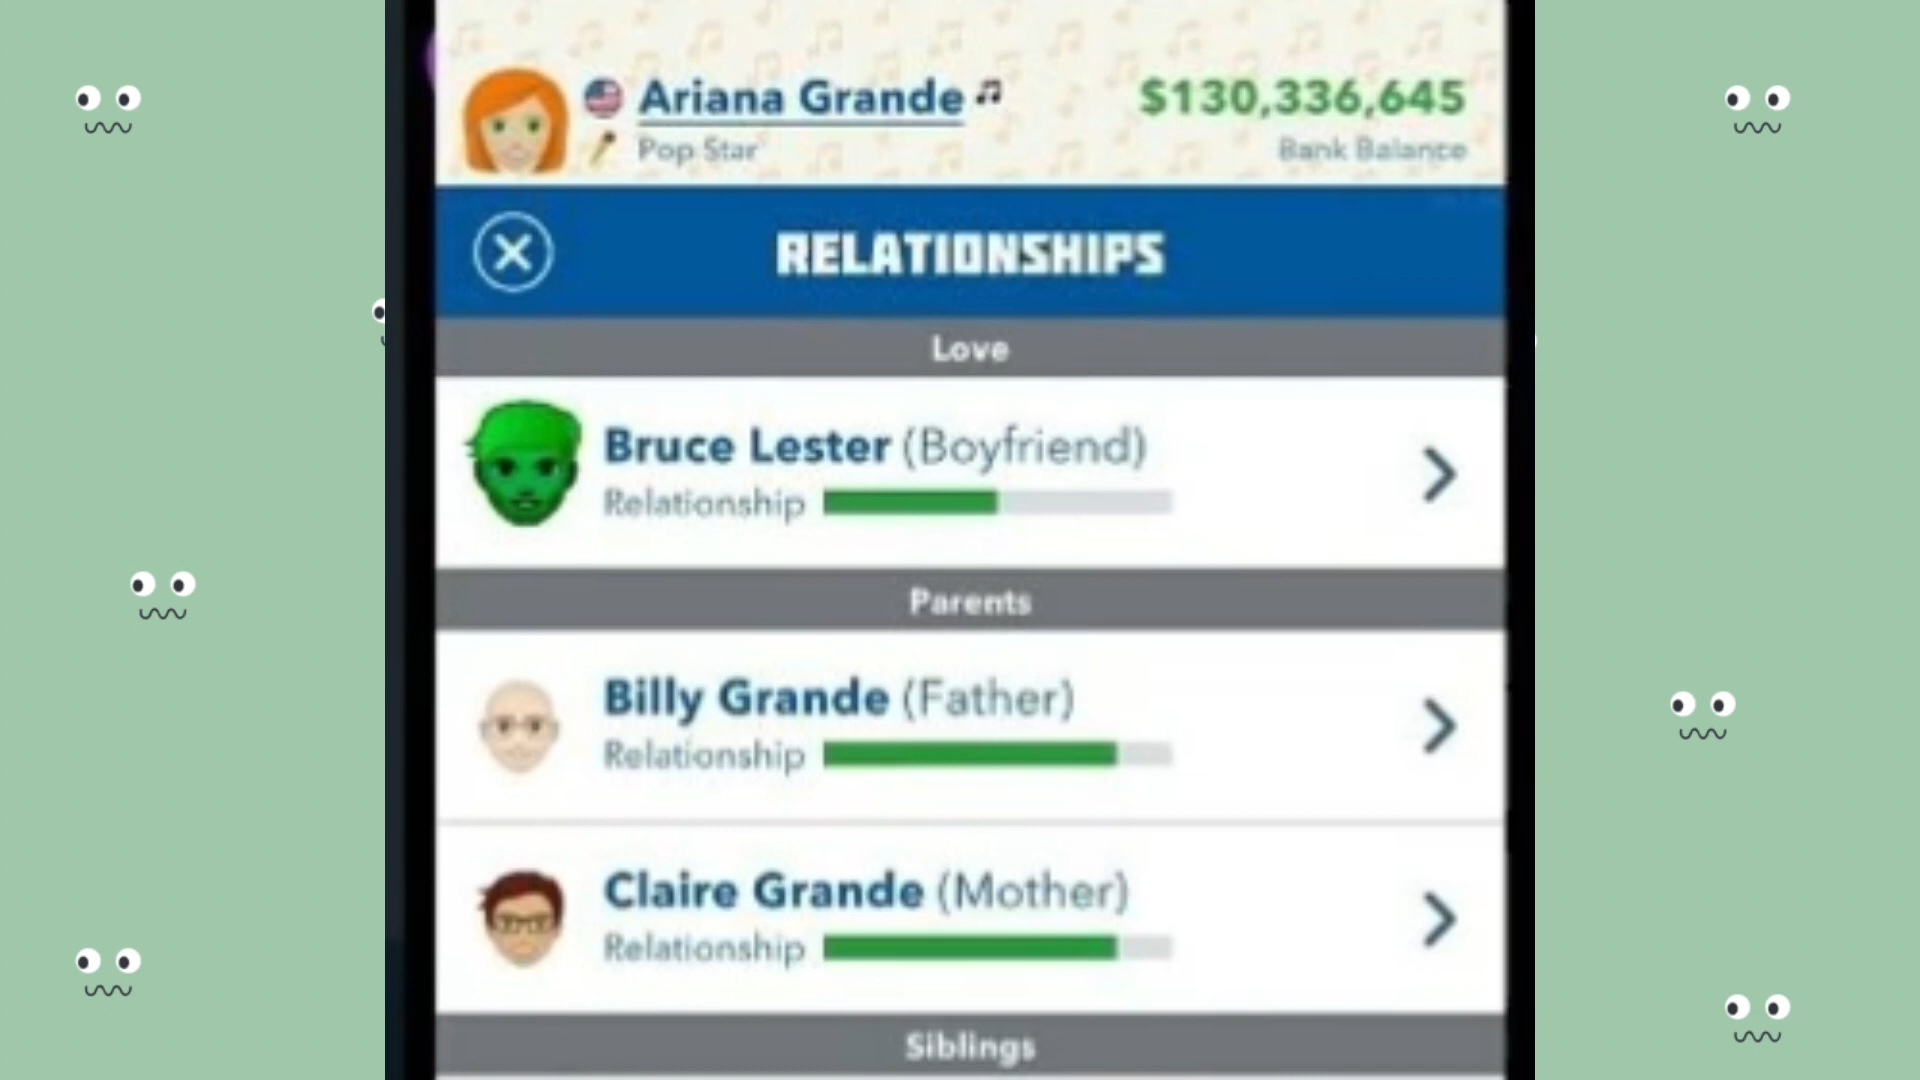 Ariana Grande
$130,336,645
Pop Star
Bank Balance
RELATIONSHIPS
Love
Bruce Lester (Boyfriend)
Relationship
Parents
Billy Grande (Father)
Relationship
Claire Grande (Mother)
Relationship
Siblings